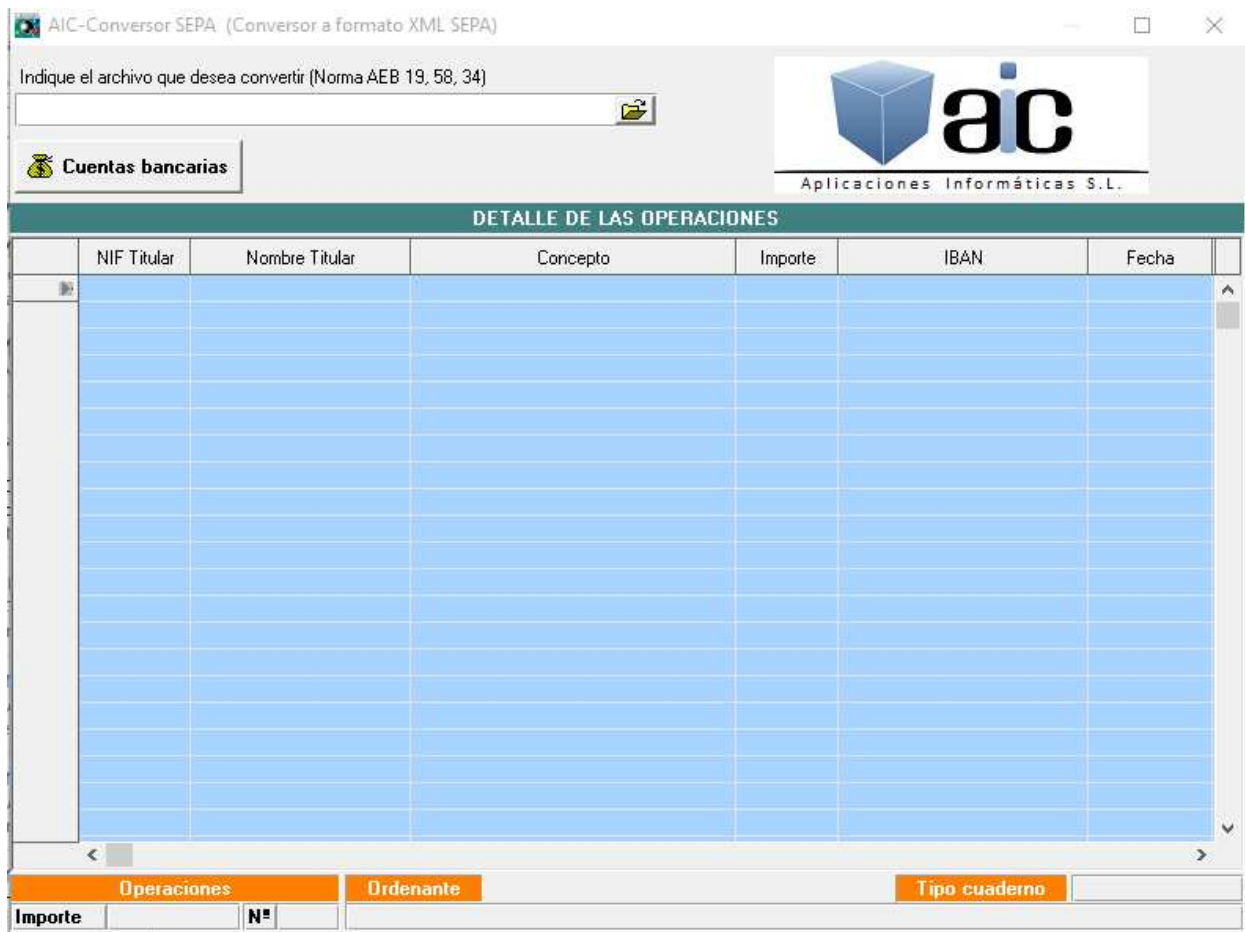 AIC-Conversor SEPA (Conversor a formato XML SEPA)
Indique el archivo que desea convertir (Norma AEB 19, 58, 34)
Cuentas bancarias
aic
Aplicaciones Informáticas S.L.
DETALLE DE LAS OPERACIONES
NIF Titular Nombre Titular Concepto Importe IBAN Fecha
Operaciones Ordenante Tipo cuaderno
Importe Nº